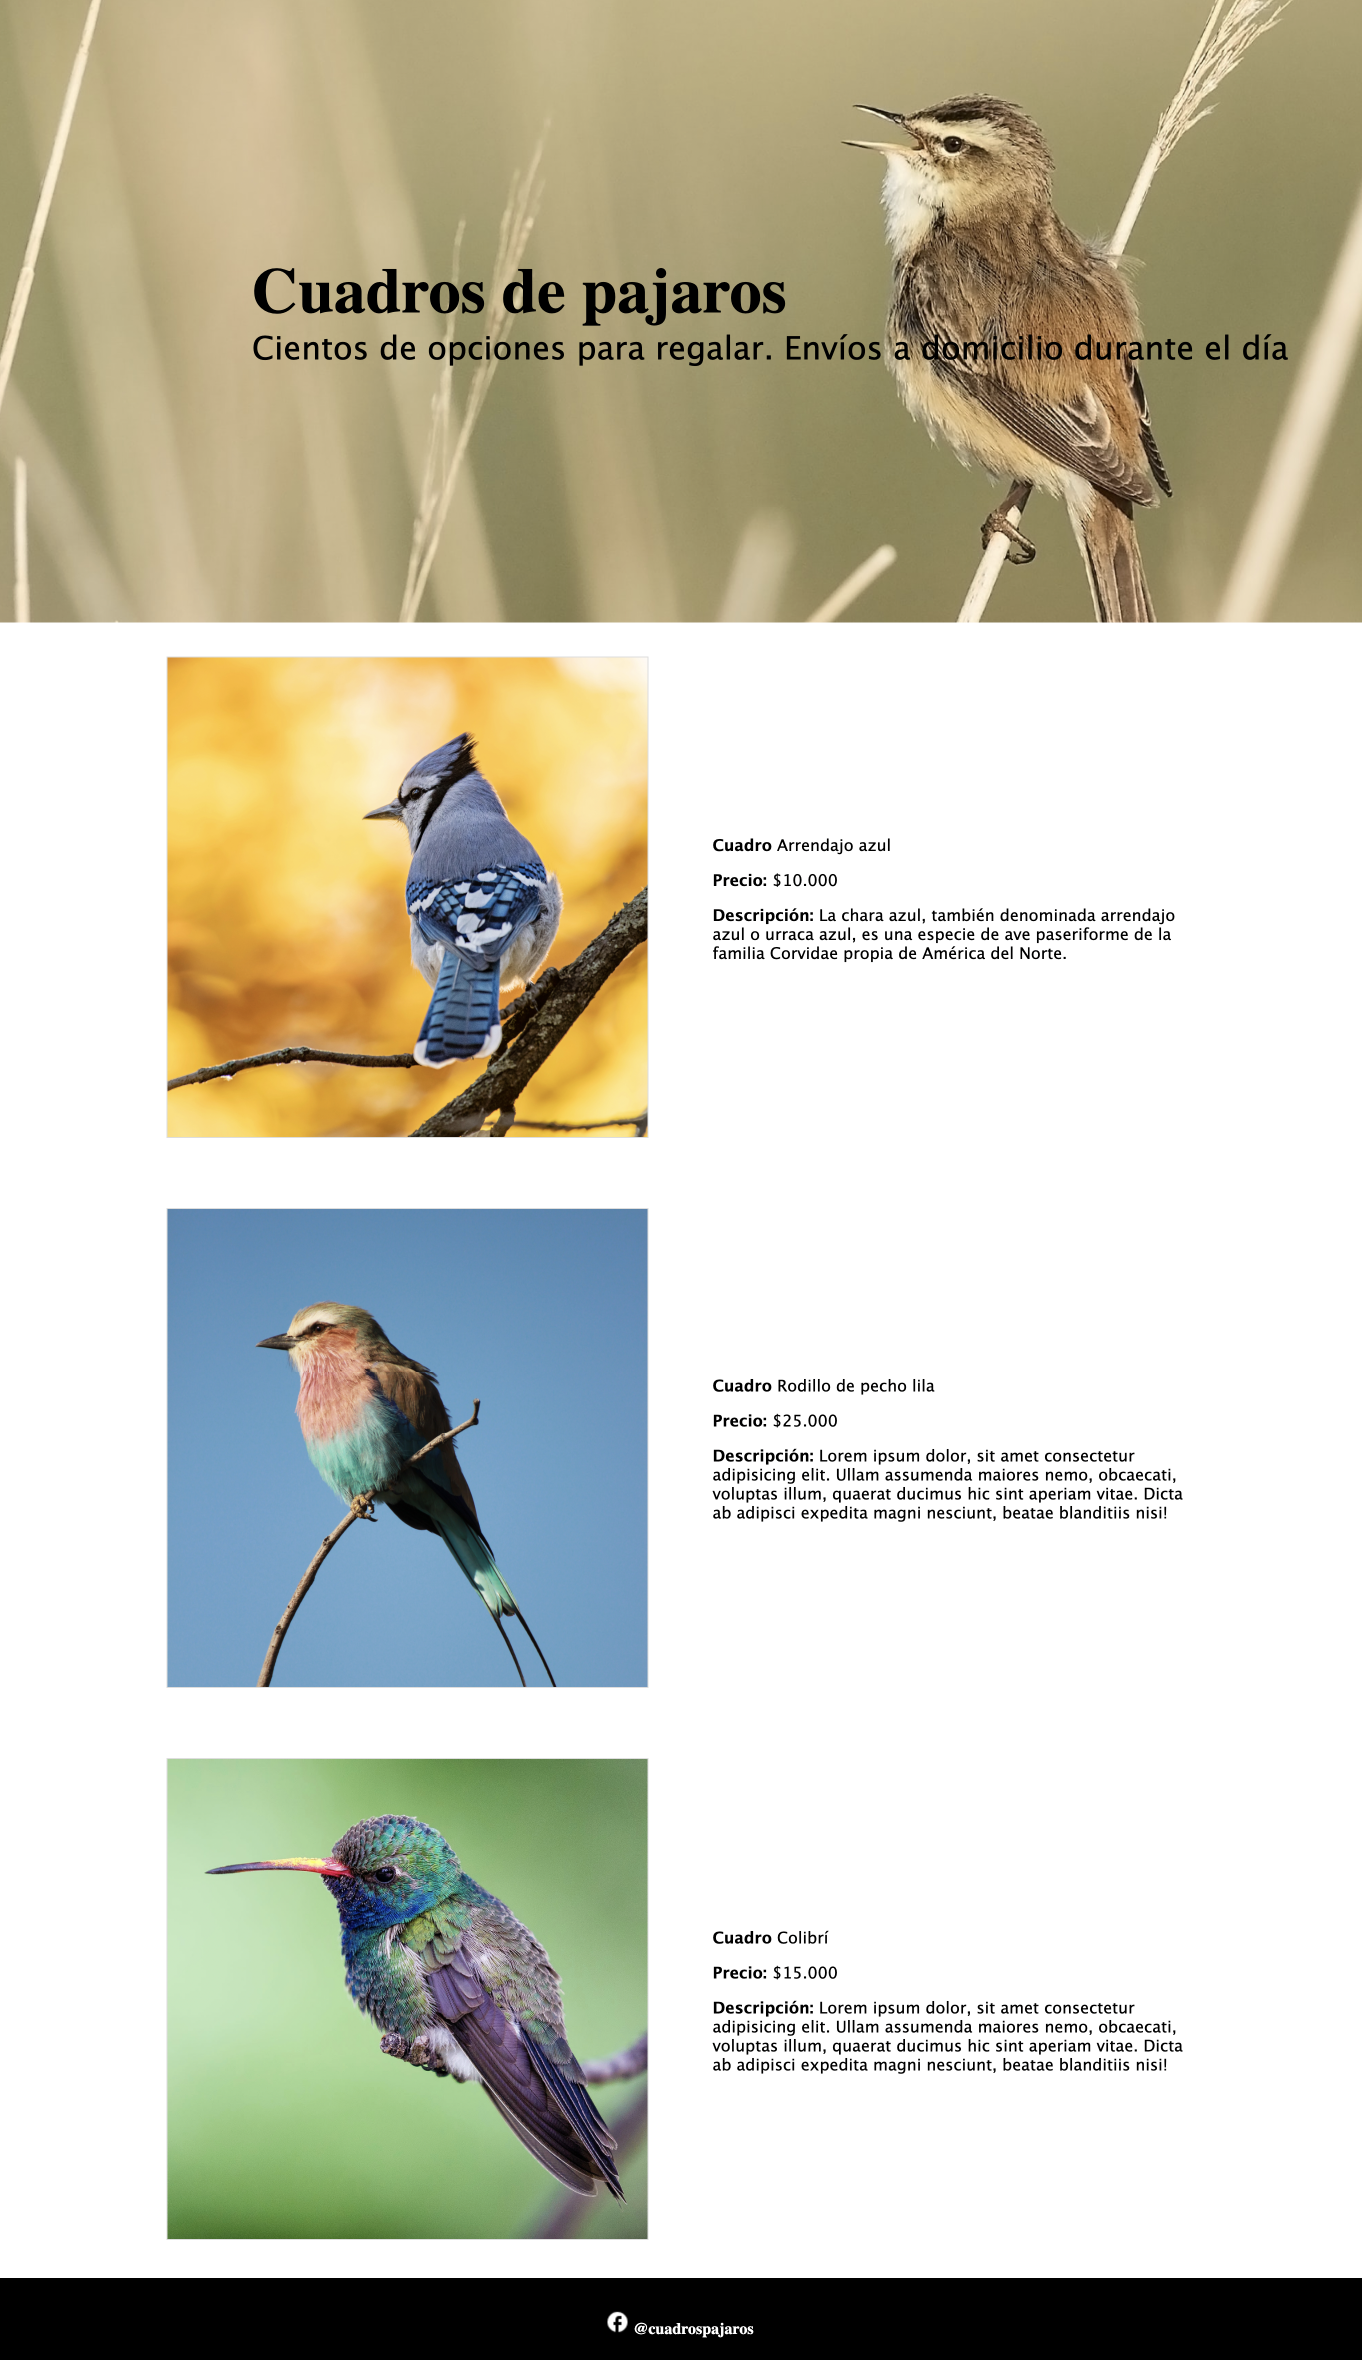 Cuadros de pajaros
Cientos de opciones para regalar. Envíos a domicilio durante el día
Cuadro Arrendajo azul
Precio: $10.000
Descripción: La chara azul, también denominada arrendajo
azul o urraca azul, es una especie de ave paseriforme de la
familia Corvidae propia de América del Norte.
Cuadro Rodillo de pecho lila
Precio: $25.000
Descripción: Lorem ipsum dolor, sit amet consectetur
adipisicing elit. Ullam assumenda maiores nemo, obcaecati,
voluptas illum, quaerat ducimus hic sint aperiam vitae. Dicta
ab adipisci expedita magni nesciunt, beatae blanditiis nisi!
Cuadro Colibrí
Precio: $15.000
Descripción: Lorem ipsum dolor, sit amet consectetur
adipisicing elit. Ullam assumenda maiores nemo, obcaecati,
voluptas illum, quaerat ducimus hic sint aperiam vitae. Dicta
ab adipisci expedita magni nesciunt, beatae blanditiis nisi!
@cuadrospajaros